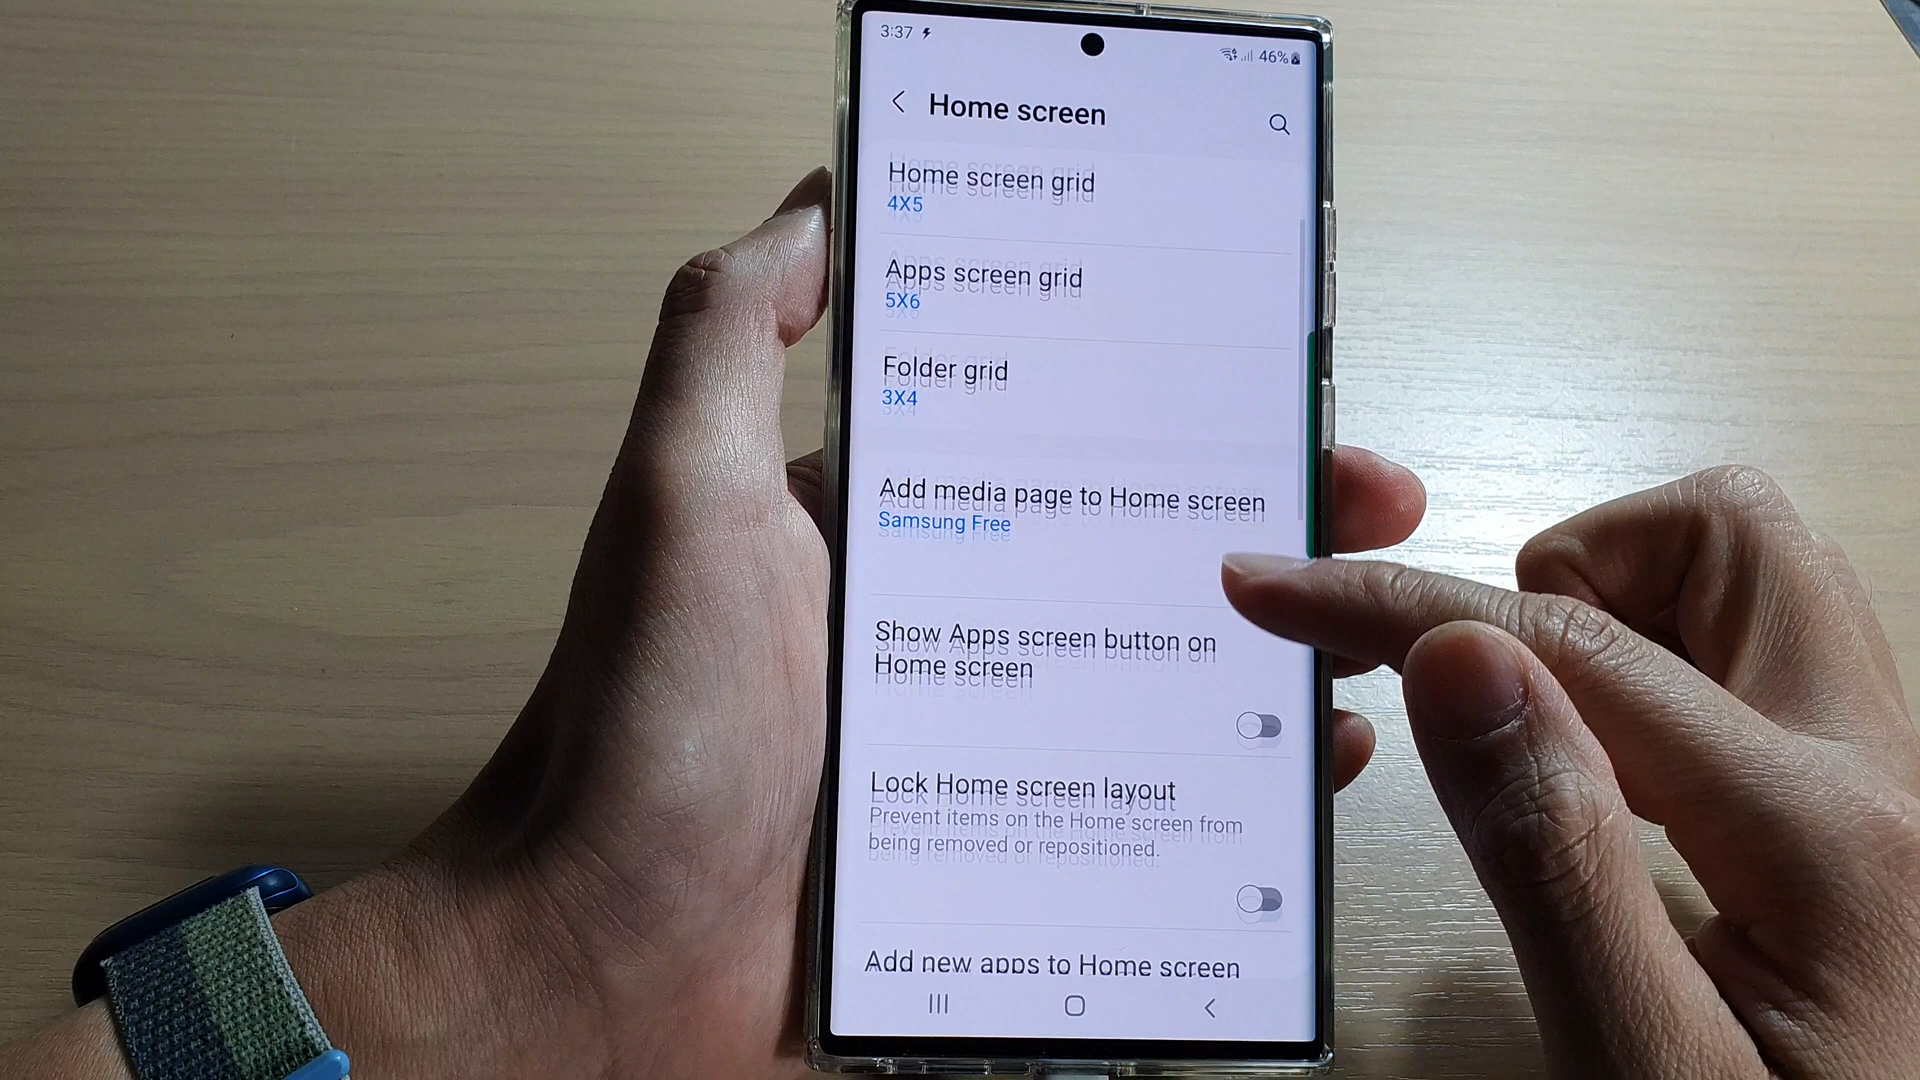 3:37
46%
Home screen
Home screen grid
4X5
Apps screen grid
5X6
Folder grid
3X4
Add media page to Home screen
Samsung Free
Show Apps screen button on
Home screen
Lock Home screen layout
Prevent items on the Home screen from
being removed or repositioned.
Add new apps to Home screen